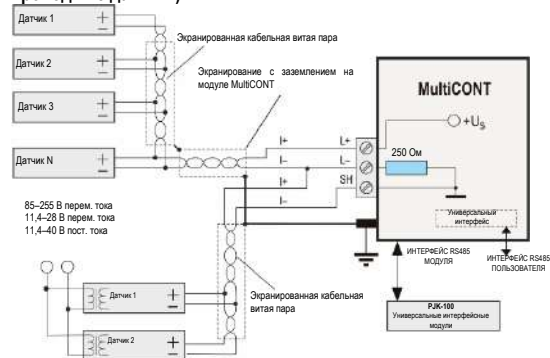 Датчик 1
Экранированная кабельная витая пара
Датчик 2
Экранирование с заземлением на
модуле MultiCONT
Датчик 3
MultiCONT
+Us
Датчик N
I+
L+
250 Ом
I–
L–
I+
SH
I–
85–255 В перем. тока
11,4–28 В перем. тока
11,4–40 В пост. тока
Универсальный
интерфейс
ИНТЕРФЕЙС RS485
МОДУЛЯ
ИНТЕРФЕЙС RS485
ПОЛЬЗОВАТЕЛЯ
Датчик 1
Экранированная кабельная
витая пара
PJK-100
Универсальные интерфейсные
модули
Датчик 2